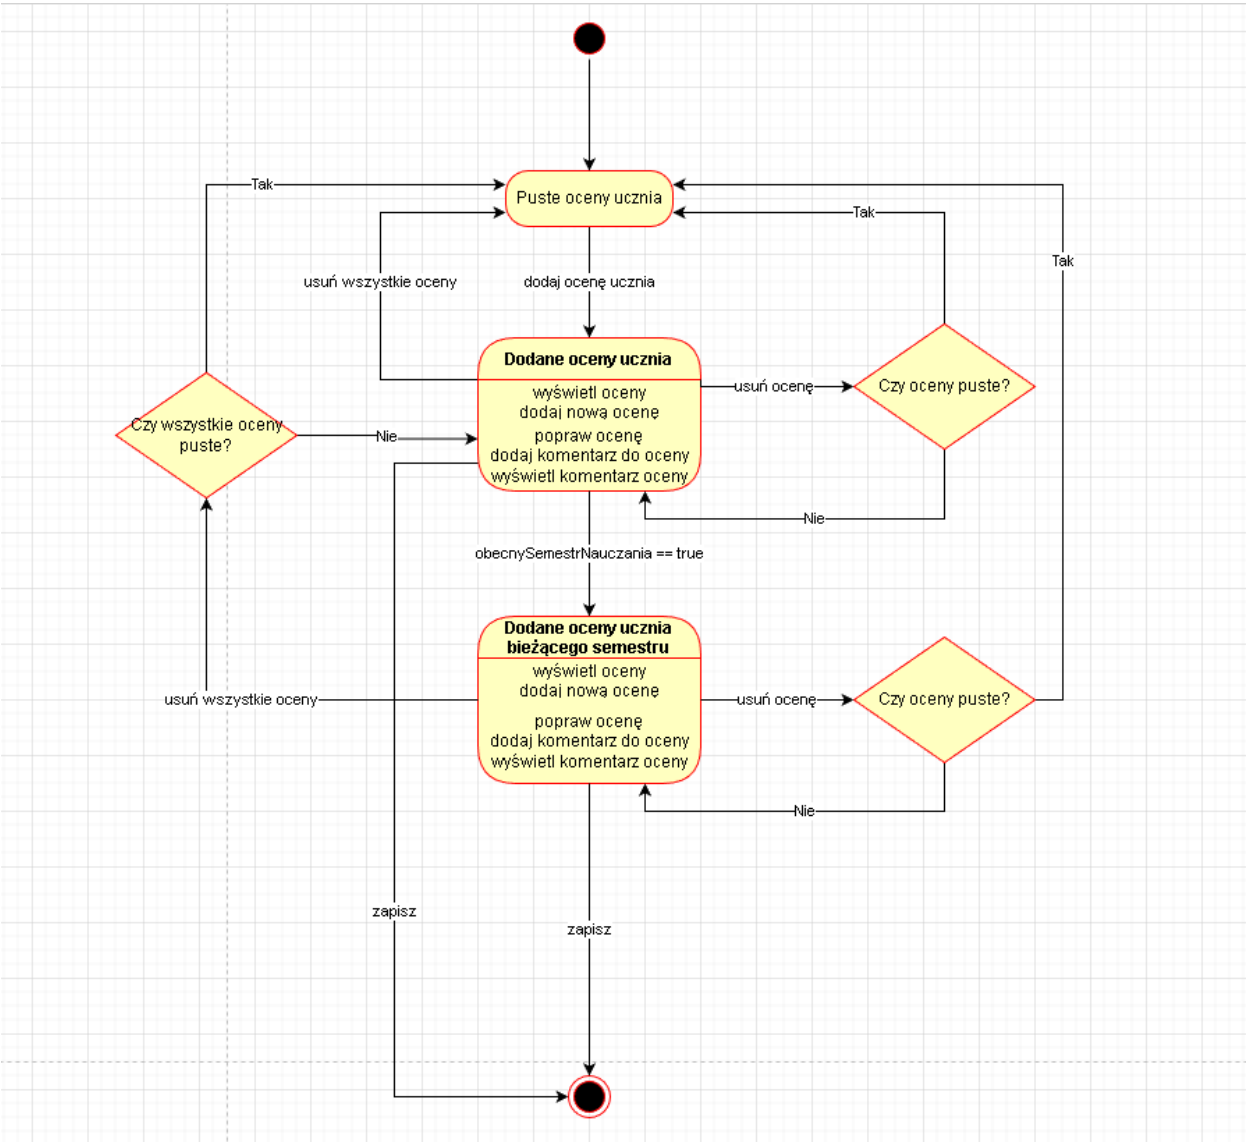 Tak
Puste oceny ucznia
Tak
Tak
usuń wszystkie oceny
dodaj ocenę ucznia
Dodane oceny ucznia
wyświetl oceny
dodaj nową ocenę
popraw ocenę
dodaj komentarz do oceny
wyświetl komentarz oceny
usuń ocenę
Czy oceny puste?
Czy wszystkie oceny
puste?
Nie
Nie
obecnySemestrNauczania == true
Dodane oceny ucznia
bieżącego semestru
wyświetl oceny
dodaj nową ocenę
popraw ocenę
dodaj komentarz do oceny
wyświetl komentarz oceny
usuń wszystkie oceny
usuń ocenę
Czy oceny puste?
Nie
zapisz
zapisz